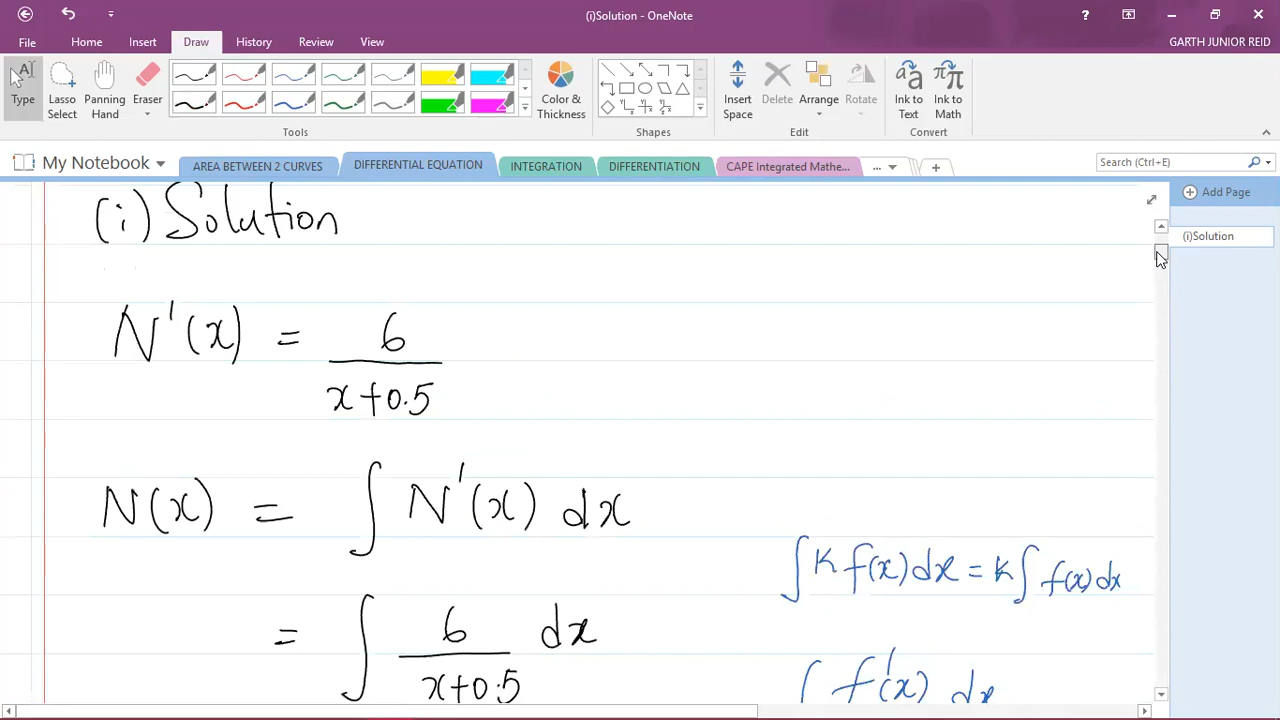 (i)Solution - OneNote
?
File
Home
Insert
Draw
History
Review
View
GARTH JUNIOR REID
Type
Lasso Select
Panning Hand
Eraser
Color & Thickness
Insert Space
Delete
Arrange
Rotate
Ink to Text
Ink to Math
Tools
Shapes
Edit
Convert
My Notebook
AREA BETWEEN 2 CURVES
DIFFERENTIAL EQUATION
INTEGRATION
DIFFERENTIATION
CAPE Integrated Mathe...
...
Search (Ctrl+E)
Add Page
(i)Solution
(i) Solution
N'(x) = 6/(x+0.5)
N(x) = ∫ N'(x) dx
∫ K f(x) dx = K ∫ f(x) dx
= ∫ 6/(x+0.5) dx
∫ f'(x) dx